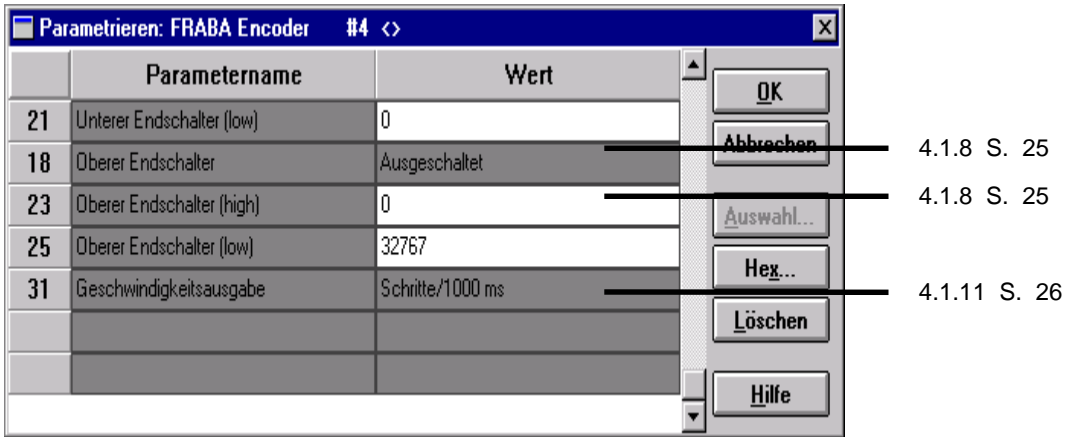 Parametrieren: FRABA Encoder #4 <>
Parametername Wert
21 Unterer Endschalter (low) 0
18 Oberer Endschalter Ausgeschaltet
23 Oberer Endschalter (high) 0
25 Oberer Endschalter (low) 32767
31 Geschwindigkeitsausgabe Schritte/1000 ms
OK
Abbrechen
Auswahl...
Hex...
Löschen
Hilfe
4.1.8 S. 25
4.1.8 S. 25
4.1.11 S. 26